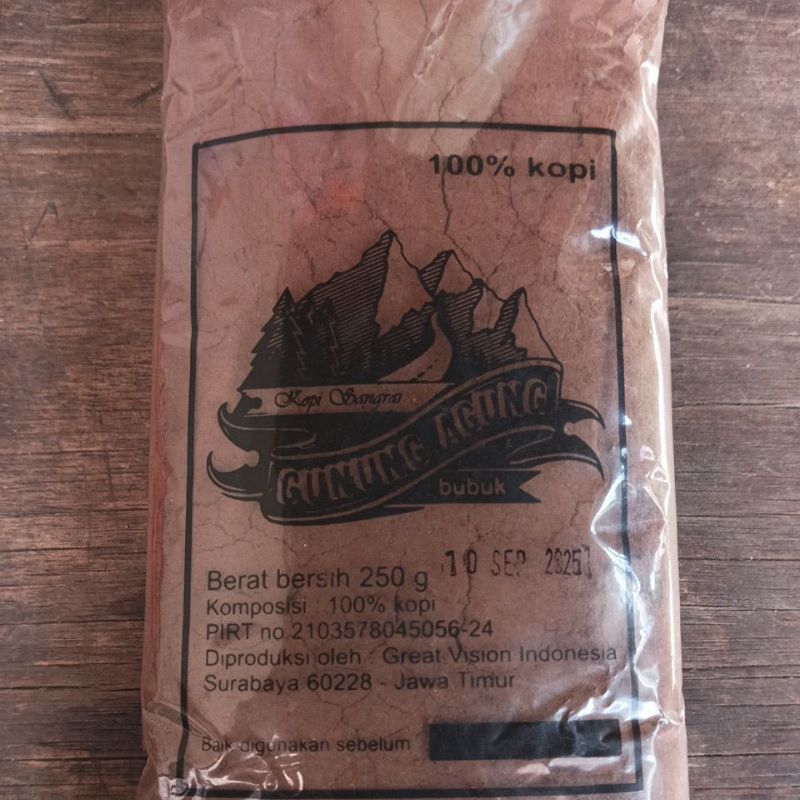 100% kopi
Kopi Sangrai
GUNUNG AGUNG
bubuk
10 SEP 2025
Berat bersih 250 g
Komposisi : 100% kopi
PIRT no 2103578045056-24
Diproduksi oleh : Great Vision Indonesia
Surabaya 60228 - Jawa Timur
Baik digunakan sebelum